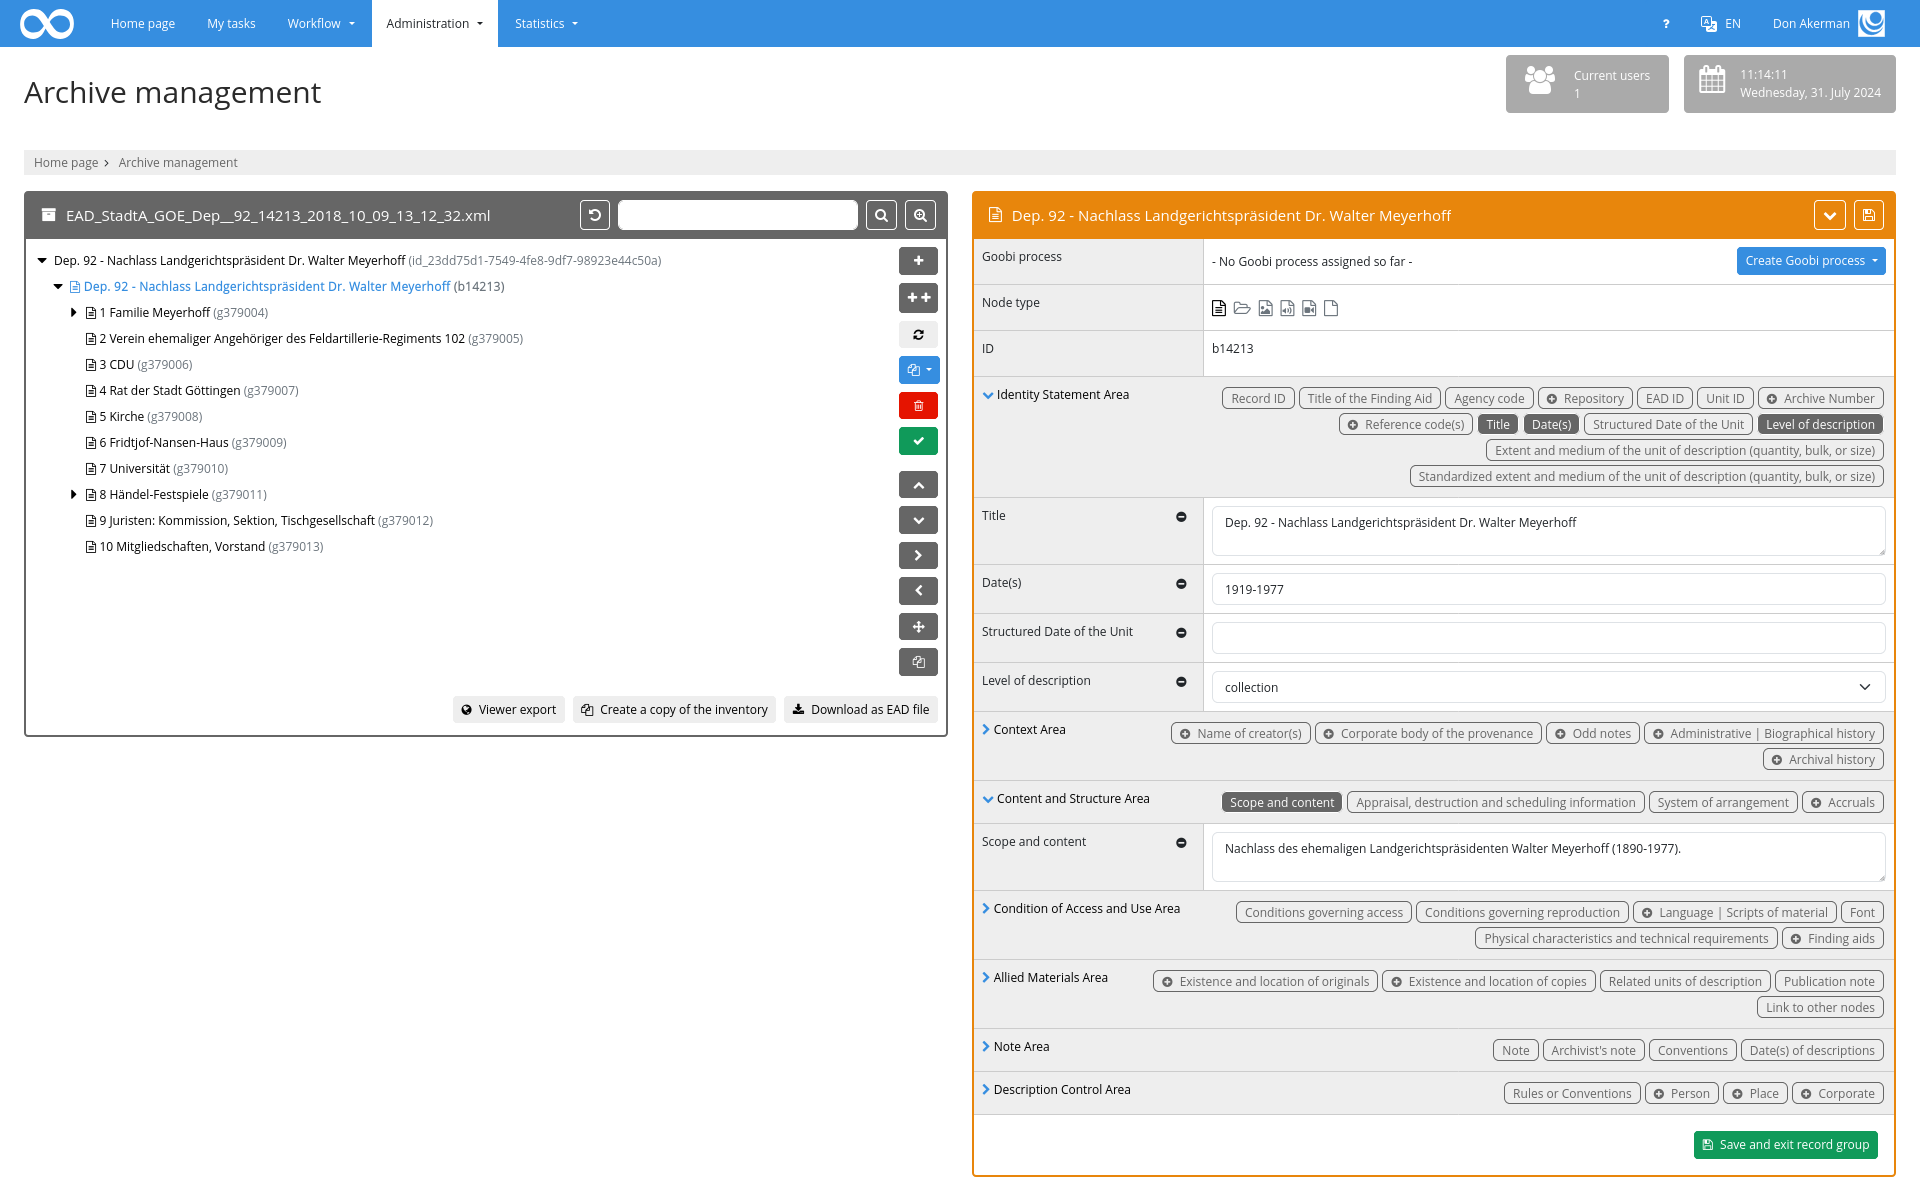 Home page My tasks Workflow Administration Statistics ? EN Don Akerman
Archive management
Current users
1
11:14:11
Wednesday, 31. July 2024
Home page › Archive management
EAD_StadtA_GOE_Dep__92_14213_2018_10_09_13_12_32.xml
Dep. 92 - Nachlass Landgerichtspräsident Dr. Walter Meyerhoff (id_23dd75d1-7549-4fe8-9df7-98923e44c50a)
Dep. 92 - Nachlass Landgerichtspräsident Dr. Walter Meyerhoff (b14213)
1 Familie Meyerhoff (g379004)
2 Verein ehemaliger Angehöriger des Feldartillerie-Regiments 102 (g379005)
3 CDU (g379006)
4 Rat der Stadt Göttingen (g379007)
5 Kirche (g379008)
6 Fridtjof-Nansen-Haus (g379009)
7 Universität (g379010)
8 Händel-Festspiele (g379011)
9 Juristen: Kommission, Sektion, Tischgesellschaft (g379012)
10 Mitgliedschaften, Vorstand (g379013)
Viewer export Create a copy of the inventory Download as EAD file
Dep. 92 - Nachlass Landgerichtspräsident Dr. Walter Meyerhoff
Goobi process - No Goobi process assigned so far - Create Goobi process
Node type
ID b14213
Identity Statement Area Record ID Title of the Finding Aid Agency code Repository EAD ID Unit ID Archive Number
Reference code(s) Title Date(s) Structured Date of the Unit Level of description
Extent and medium of the unit of description (quantity, bulk, or size)
Standardized extent and medium of the unit of description (quantity, bulk, or size)
Title Dep. 92 - Nachlass Landgerichtspräsident Dr. Walter Meyerhoff
Date(s) 1919-1977
Structured Date of the Unit
Level of description collection
Context Area Name of creator(s) Corporate body of the provenance Odd notes Administrative | Biographical history
Archival history
Content and Structure Area Scope and content Appraisal, destruction and scheduling information System of arrangement Accruals
Scope and content Nachlass des ehemaligen Landgerichtspräsidenten Walter Meyerhoff (1890-1977).
Condition of Access and Use Area Conditions governing access Conditions governing reproduction Language | Scripts of material Font
Physical characteristics and technical requirements Finding aids
Allied Materials Area Existence and location of originals Existence and location of copies Related units of description Publication note
Link to other nodes
Note Area Note Archivist's note Conventions Date(s) of descriptions
Description Control Area Rules or Conventions Person Place Corporate
Save and exit record group